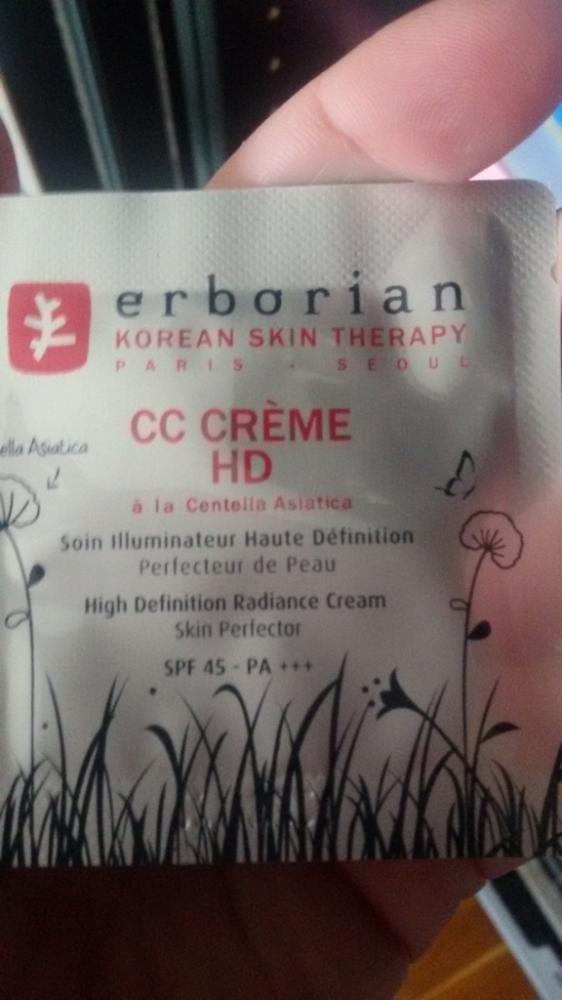 erborian
KOREAN SKIN THERAPY
PARIS - SEOUL
CC CRÈME
HD
à la Centella Asiatica
ella Asiatica
Soin Illuminateur Haute Définition
Perfecteur de Peau
High Definition Radiance Cream
Skin Perfector
SPF 45 - PA +++